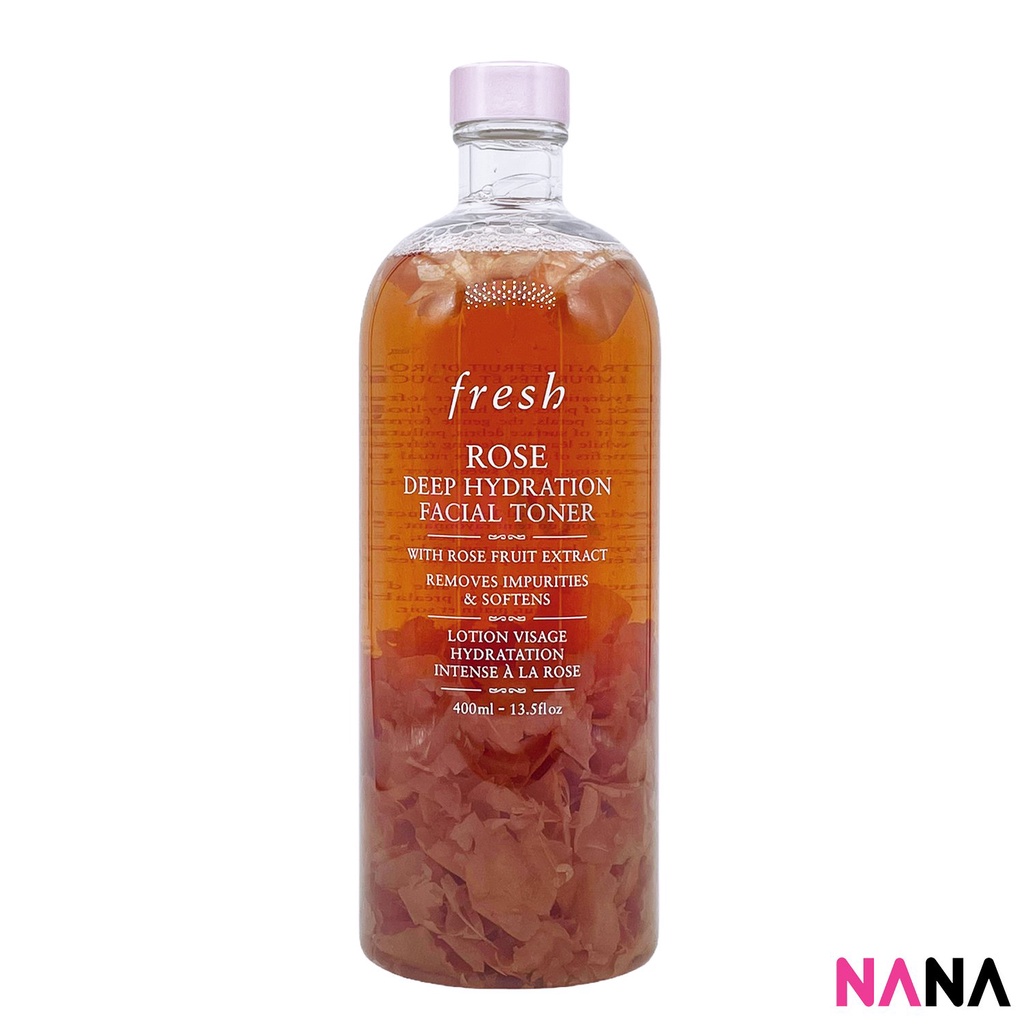 fresh
ROSE
DEEP HYDRATION
FACIAL TONER
WITH ROSE FRUIT EXTRACT
REMOVES IMPURITIES
& SOFTENS
LOTION VISAGE
HYDRATATION
INTENSE À LA ROSE
400ml - 13.5fl oz
NANA